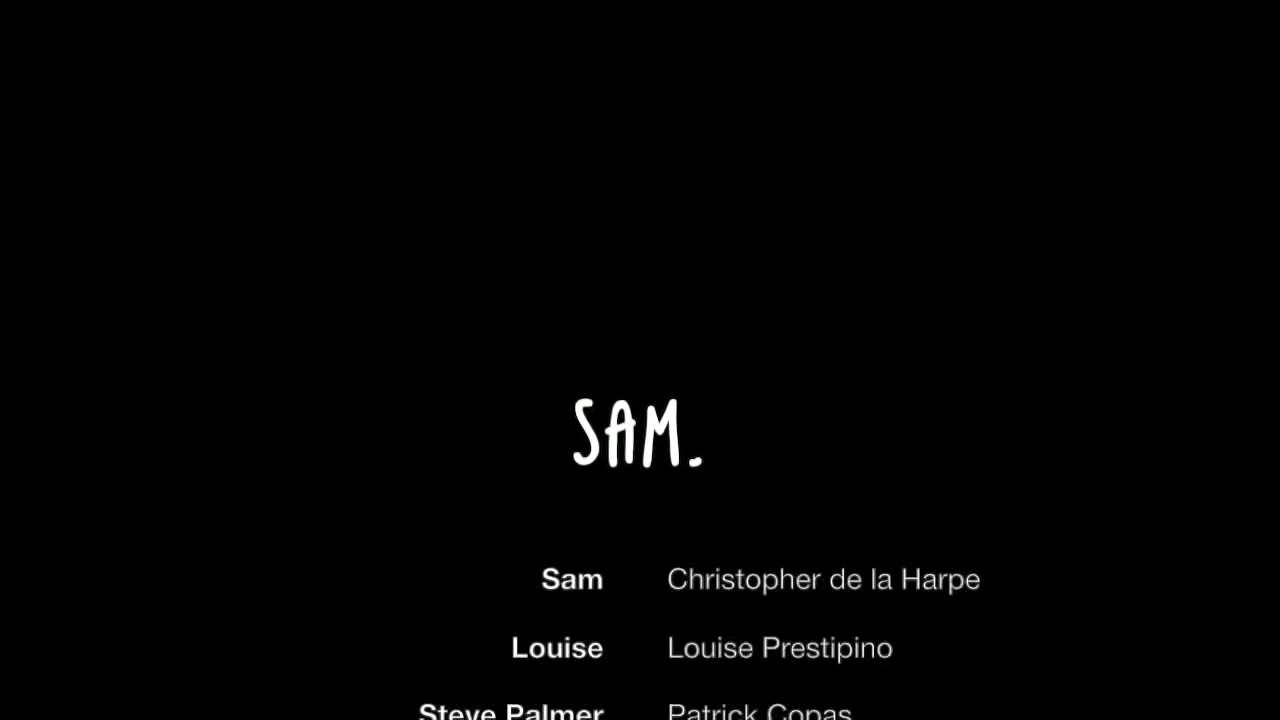 SAM.
Sam Christopher de la Harpe
Louise Louise Prestipino
Steve Palmer Patrick Copas